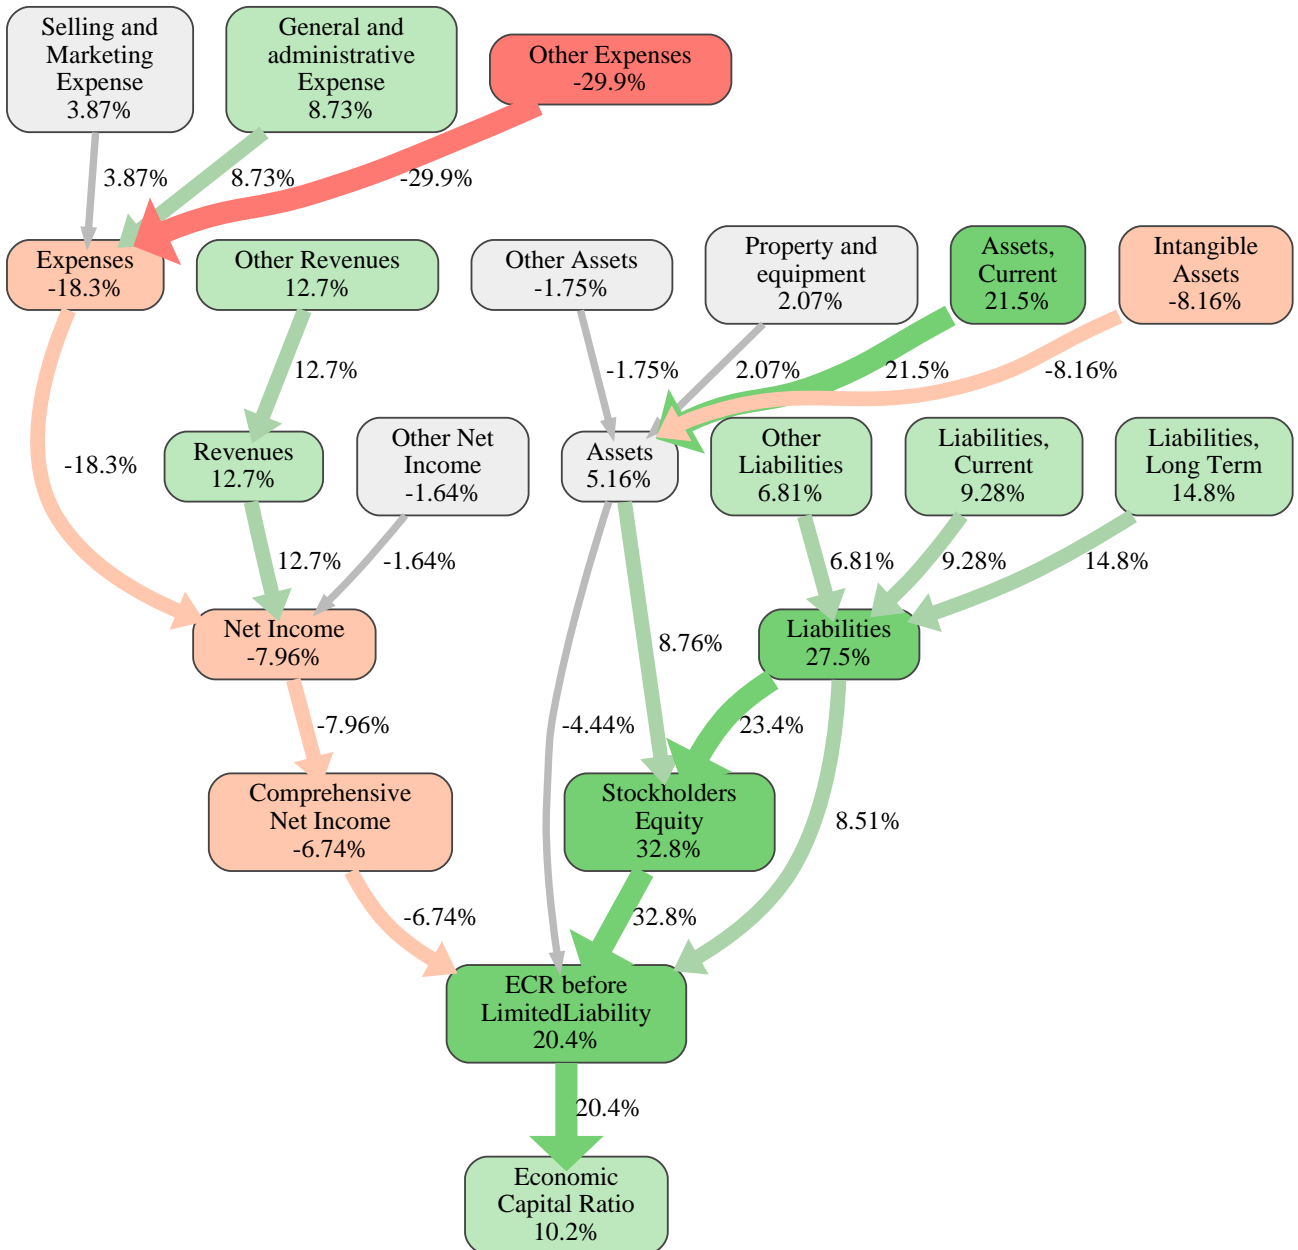 Selling and
Marketing
Expense
3.87%
General and
administrative
Expense
8.73%
Other Expenses
-29.9%
3.87%
8.73%
-29.9%
Expenses
-18.3%
Other Revenues
12.7%
Other Assets
-1.75%
Property and
equipment
2.07%
Assets,
Current
21.5%
Intangible
Assets
-8.16%
12.7%
-1.75%
2.07%
21.5%
-8.16%
-18.3%
Revenues
12.7%
Other Net
Income
-1.64%
Assets
5.16%
Other
Liabilities
6.81%
Liabilities,
Current
9.28%
Liabilities,
Long Term
14.8%
12.7%
-1.64%
6.81%
9.28%
14.8%
Net Income
-7.96%
8.76%
Liabilities
27.5%
-7.96%
-4.44%
23.4%
Comprehensive
Net Income
-6.74%
Stockholders
Equity
32.8%
8.51%
-6.74%
32.8%
ECR before
LimitedLiability
20.4%
20.4%
Economic
Capital Ratio
10.2%